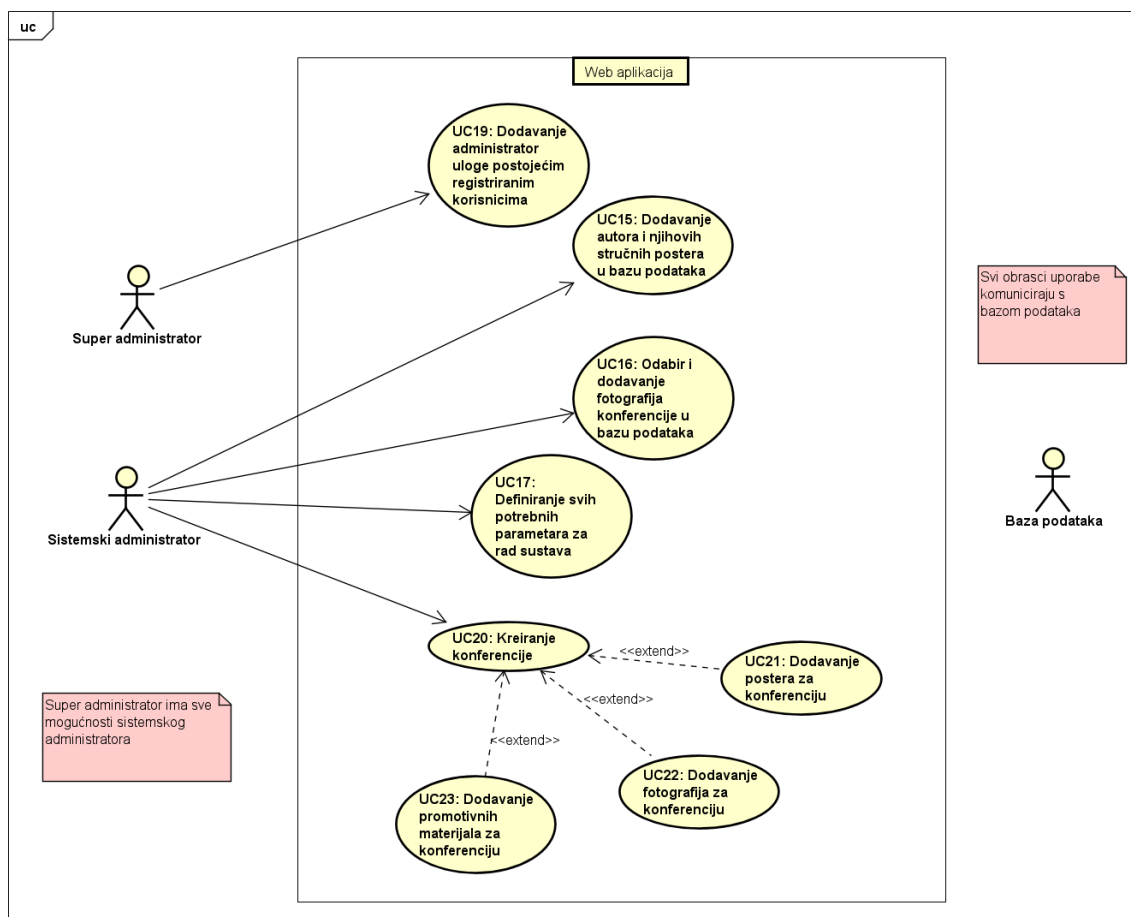 uc
Web aplikacija
UC19: Dodavanje
administrator
uloge postojećim
registriranim
korisnicima
UC15: Dodavanje
autora i njihovih
stručnih postera
u bazu podataka
Svi obrasci uporabe
komuniciraju s
bazom podataka
Super administrator
UC16: Odabir i
dodavanje
fotografija
konferencije u
bazu podataka
UC17:
Definiranje svih
potrebnih
parametara za
rad sustava
Sistemski administrator
Baza podataka
UC20: Kreiranje
konferencije
<<extend>>
UC21: Dodavanje
postera za
konferenciju
<<extend>>
Super administrator ima sve
mogućnosti sistemskog
administratora
<<extend>>
UC22: Dodavanje
fotografija za
konferenciju
UC23: Dodavanje
promotivnih
materijala za
konferenciju